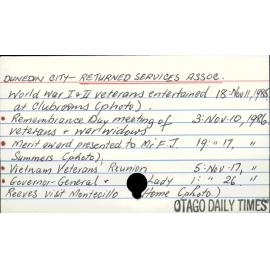 DUNEDIN CITY - RETURNED SERVICES ASSOC.
World War I & II veterans entertained 18: Nov 11, 1985
at Clubrooms (photo).
• Remembrance Day meeting of 3: Nov. 10, 1986
veterans & war widows.
• Merit award presented to Mr F.J. 19: " 17, "
Summers (photo).
• Vietnam Veterans' Reunion 5: Nov 17, "
• Governor-General & Lady 1: " 26, "
Reeves visit Montecillo Home (photo.)
OTAGO DAILY TIMES